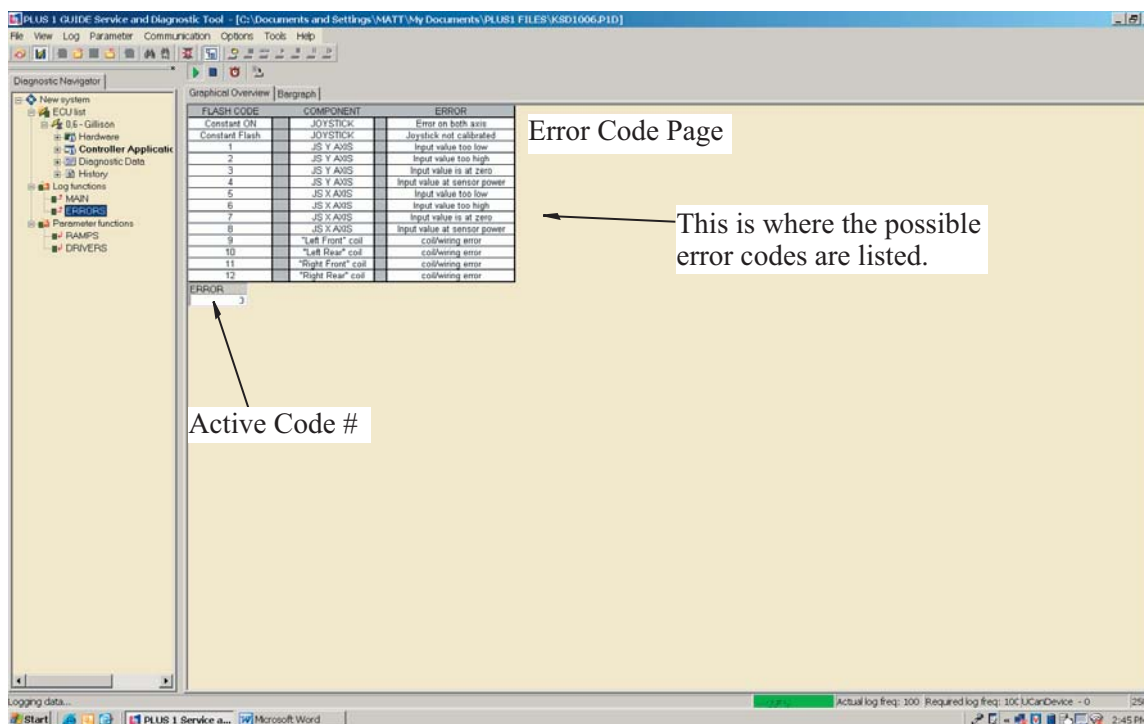 PLUS 1 GUIDE Service and Diagnostic Tool - [C:\Documents and Settings\MATT\My Documents\PLUS1 FILES\KSD1006.P1D]
File View Log Parameter Communication Options Tools Help
Diagnostic Navigator
Graphical Overview Bargraph
New system
ECU list
0,6 - Gillison
Hardware
Controller Applicatic
Diagnostic Data
History
Log functions
MAIN
ERRORS
Parameter functions
RAMPS
DRIVERS
FLASH CODE COMPONENT ERROR
Constant ON JOYSTICK Error on both axis
Constant Flash JOYSTICK Joystick not calibrated
1 JS Y AXIS Input value too low
2 JS Y AXIS Input value too high
3 JS Y AXIS Input value is at zero
4 JS Y AXIS Input value at sensor power
5 JS X AXIS Input value too low
6 JS X AXIS Input value too high
7 JS X AXIS Input value is at zero
8 JS X AXIS Input value at sensor power
9 "Left Front" coil coil/wiring error
10 "Left Rear" coil coil/wiring error
11 "Right Front" coil coil/wiring error
12 "Right Rear" coil coil/wiring error
ERROR
3
Error Code Page
This is where the possible
error codes are listed.
Active Code #
Logging data...
Actual log freq: 100 Required log freq: 100 UCanDevice - 0
Start PLUS 1 Service a... Microsoft Word 2:45 PM